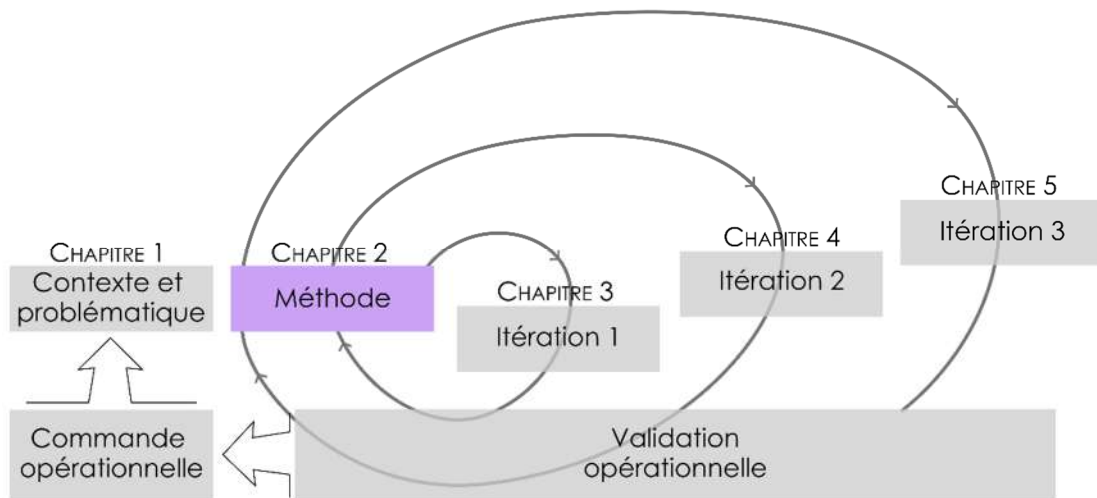 CHAPITRE 1
Contexte et
problématique
CHAPITRE 2
Méthode
CHAPITRE 3
Itération 1
CHAPITRE 4
Itération 2
CHAPITRE 5
Itération 3
Commande
opérationnelle
Validation
opérationnelle